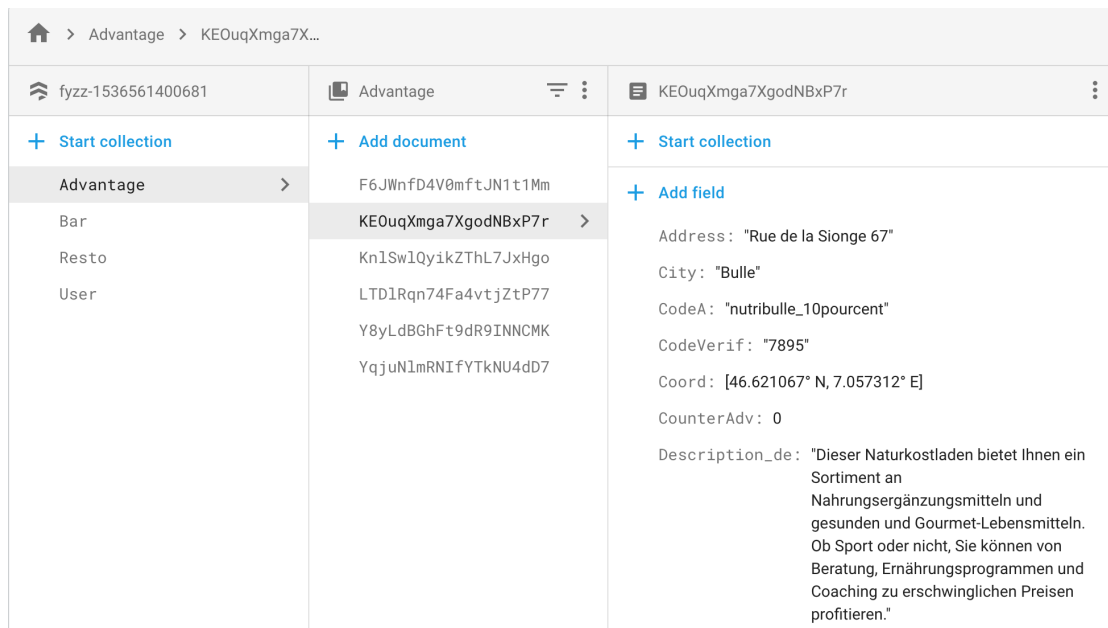 Advantage > KEOuqXmga7X...
fyzz-1536561400681
Advantage
KEOuqXmga7XgodNBxP7r
+ Start collection
Advantage
Bar
Resto
User
+ Add document
F6JWnfD4V0mftJN1t1Mm
KEOuqXmga7XgodNBxP7r
KnlSwlQyikZThL7JxHgo
LTDlRqn74Fa4vtjZtP77
Y8yLdBGhFt9dR9INNCMK
YqjuNlmRNIfYTkNU4dD7
+ Start collection
+ Add field
Address: "Rue de la Sionge 67"
City: "Bulle"
CodeA: "nutribulle_10pourcent"
CodeVerif: "7895"
Coord: [46.621067° N, 7.057312° E]
CounterAdv: 0
Description_de: "Dieser Naturkostladen bietet Ihnen ein
Sortiment an
Nahrungsergänzungsmitteln und
gesunden und Gourmet-Lebensmitteln.
Ob Sport oder nicht, Sie können von
Beratung, Ernährungsprogrammen und
Coaching zu erschwinglichen Preisen
profitieren."